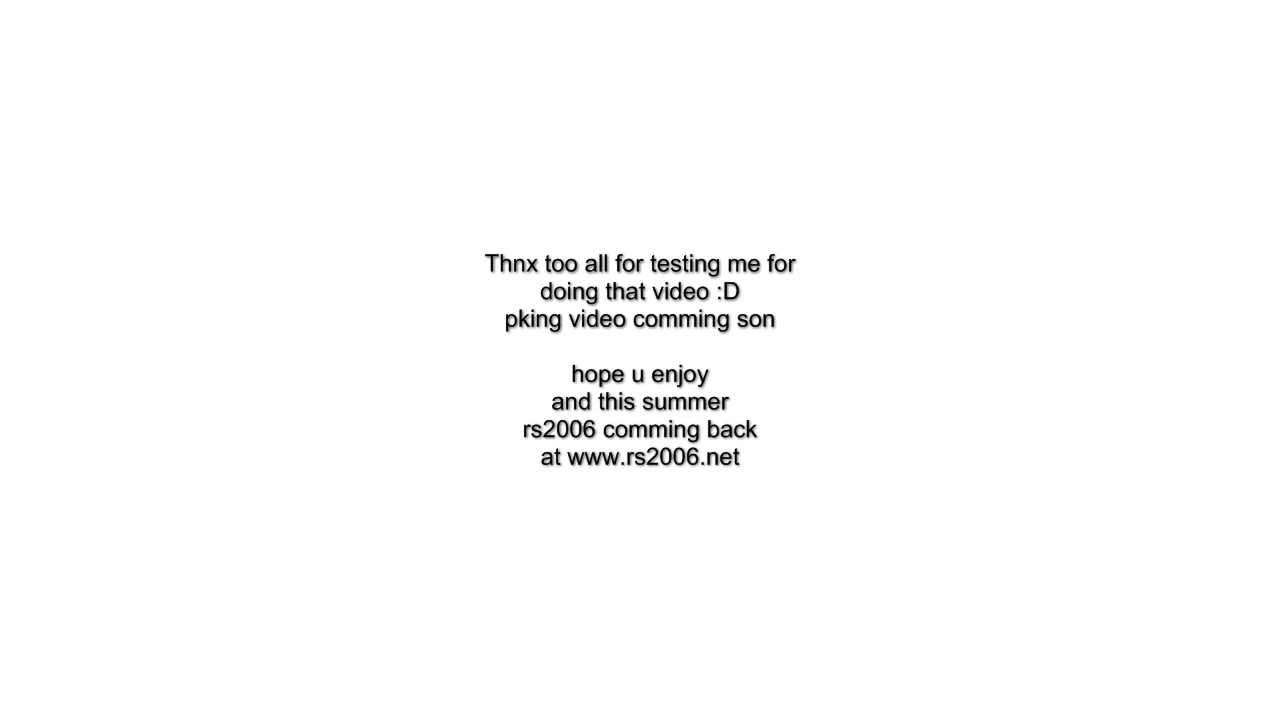 Thnx too all for testing me for
doing that video :D
pking video comming son
hope u enjoy
and this summer
rs2006 comming back
at www.rs2006.net